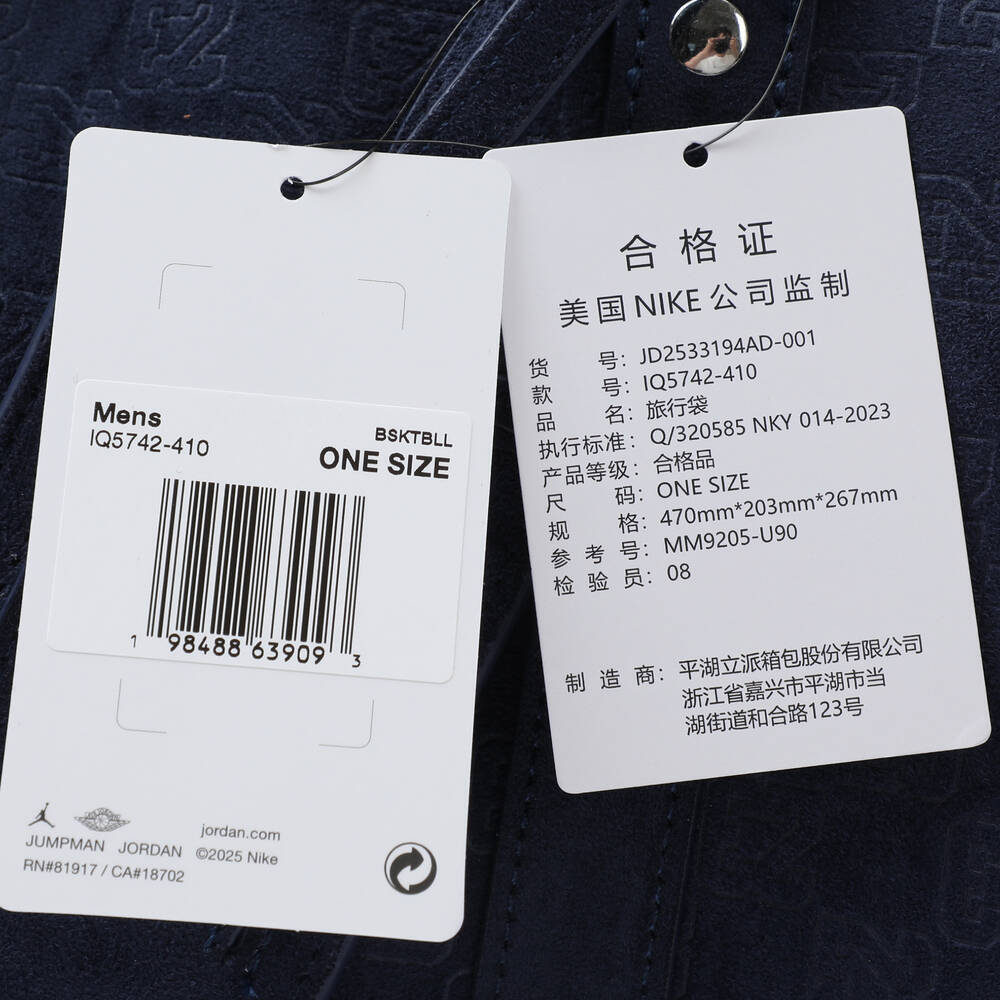 Mens
IQ5742-410
BSKTBLL
ONE SIZE
1 98488 63909 3
JUMPMAN JORDAN
jordan.com
©2025 Nike
RN#81917 / CA#18702
合格证
美国NIKE公司监制
货号：JD2533194AD-001
款号：IQ5742-410
品名：旅行袋
执行标准：Q/320585 NKY 014-2023
产品等级：合格品
尺码：ONE SIZE
规格：470mm*203mm*267mm
参考号：MM9205-U90
检验员：08
制造商：平湖立派箱包股份有限公司
浙江省嘉兴市平湖市当
湖街道和合路123号